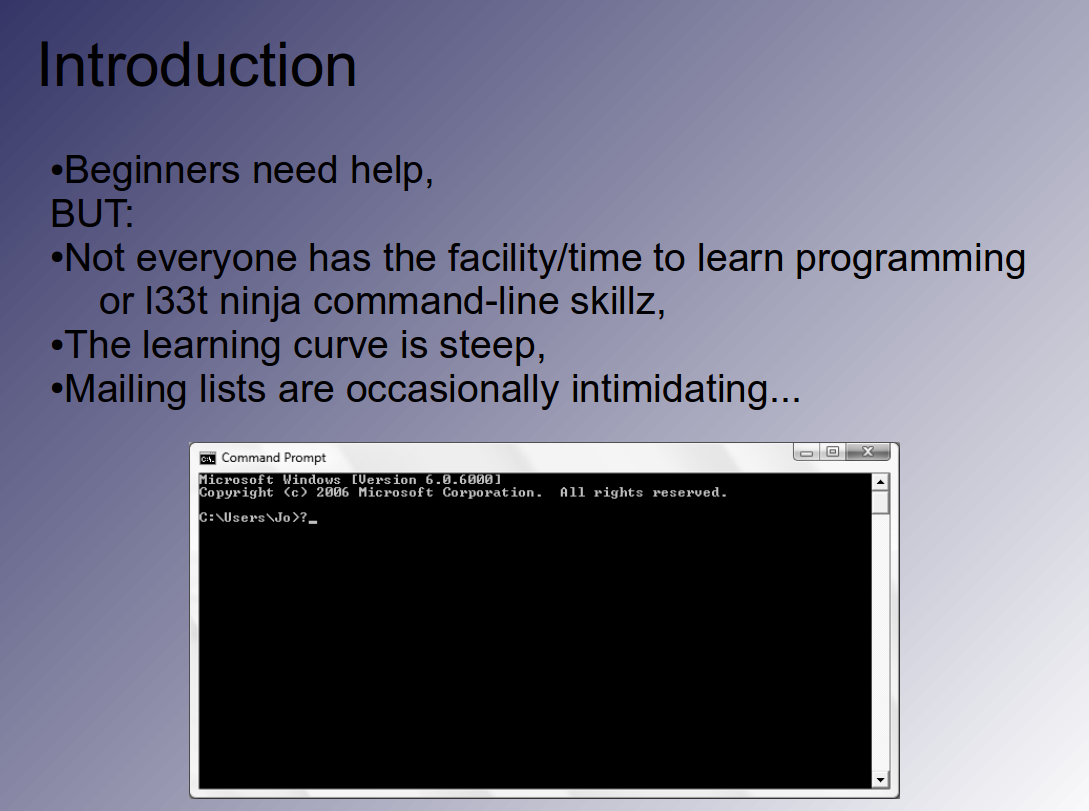 Introduction
•Beginners need help,
BUT:
•Not everyone has the facility/time to learn programming
or l33t ninja command-line skillz,
•The learning curve is steep,
•Mailing lists are occasionally intimidating...
C:\. Command Prompt
Microsoft Windows [Version 6.0.6000]
Copyright (c) 2006 Microsoft Corporation.  All rights reserved.
C:\Users\Jo>?_